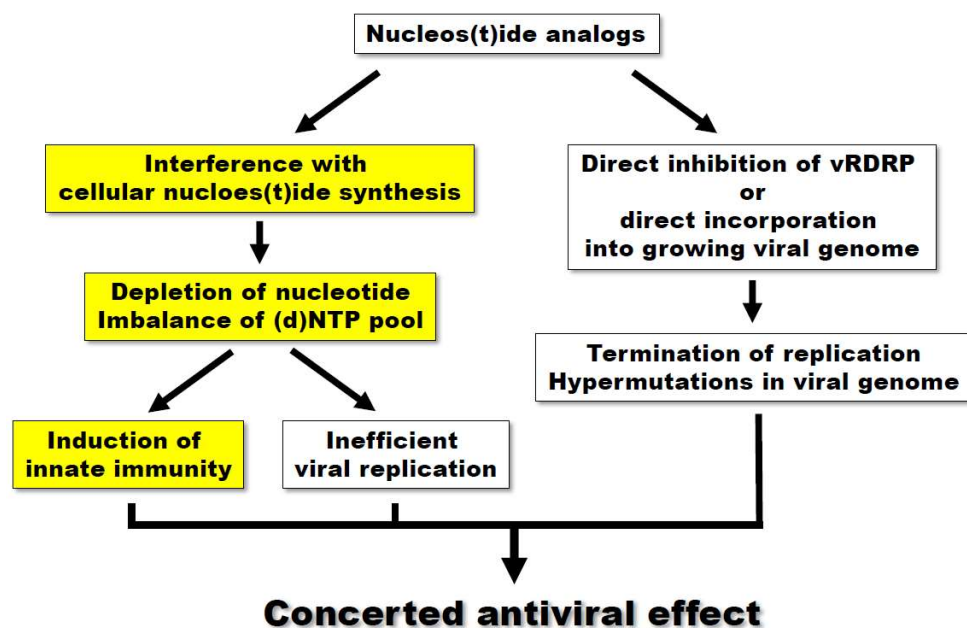 Nucleos(t)ide analogs
Interference with
cellular nucloes(t)ide synthesis
Direct inhibition of vRDRP
or
direct incorporation
into growing viral genome
Depletion of nucleotide
Imbalance of (d)NTP pool
Termination of replication
Hypermutations in viral genome
Induction of
innate immunity
Inefficient
viral replication
Concerted antiviral effect